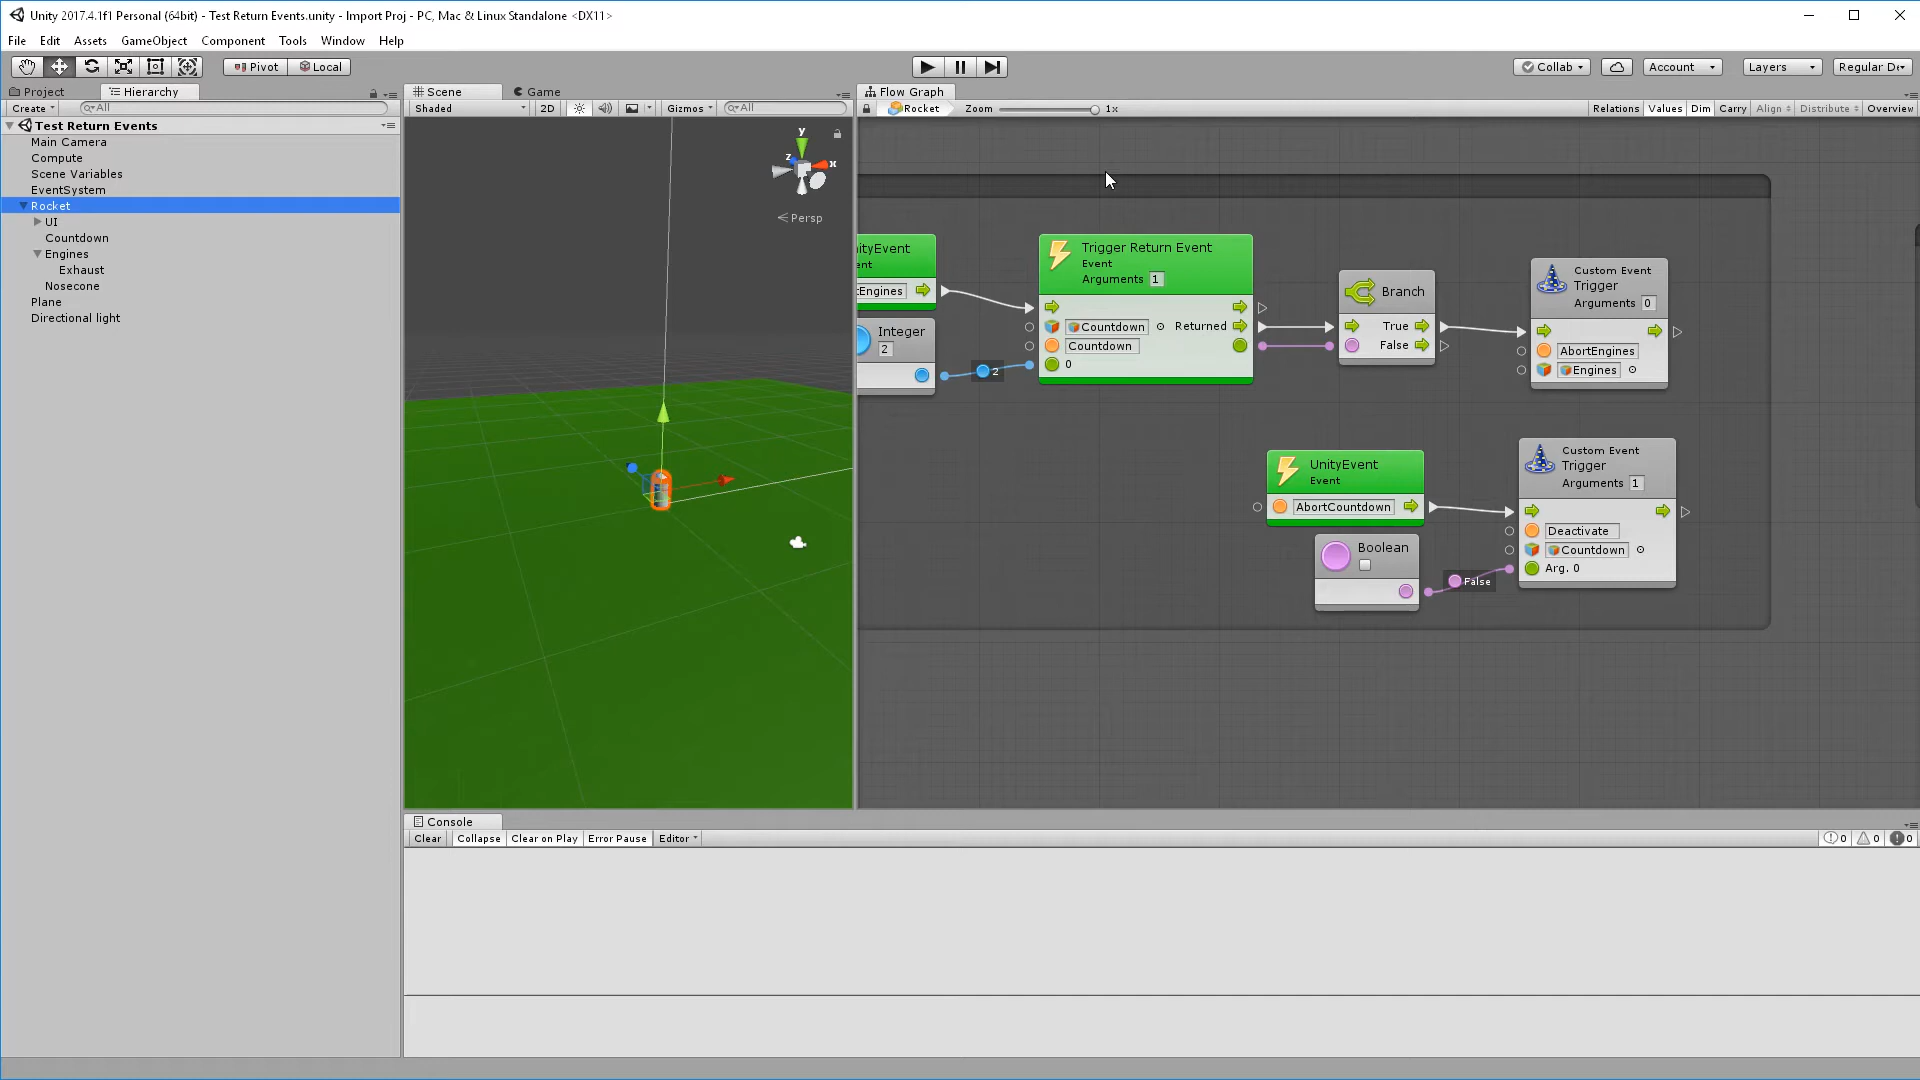 Unity 2017.4.1f1 Personal (64bit) - Test Return Events.unity - Import Proj - PC, Mac & Linux Standalone <DX11>
File Edit Assets GameObject Component Tools Window Help
Pivot Local Collab Account Layers
Project Hierarchy Scene Game Flow Graph
Create All Shaded 2D Gizmos All Rocket Zoom 1x Relations Values Dim Carry Align Distribute Overview
Test Return Events
Main Camera
Compute
Scene Variables
EventSystem
Rocket
UI
Countdown
Engines
Exhaust
Nosecone
Plane
Directional light
y
z
x
Persp
Integer
2
2
Trigger Return Event
Event
Arguments 1
Countdown Returned
Countdown
0
Branch
True
False
Custom Event
Trigger
Arguments 0
AbortEngines
Engines
UnityEvent
Event
AbortCountdown
Boolean
False
Custom Event
Trigger
Arguments 1
Deactivate
Countdown
Arg. 0
Console
Clear Collapse Clear on Play Error Pause Editor 0 0 0